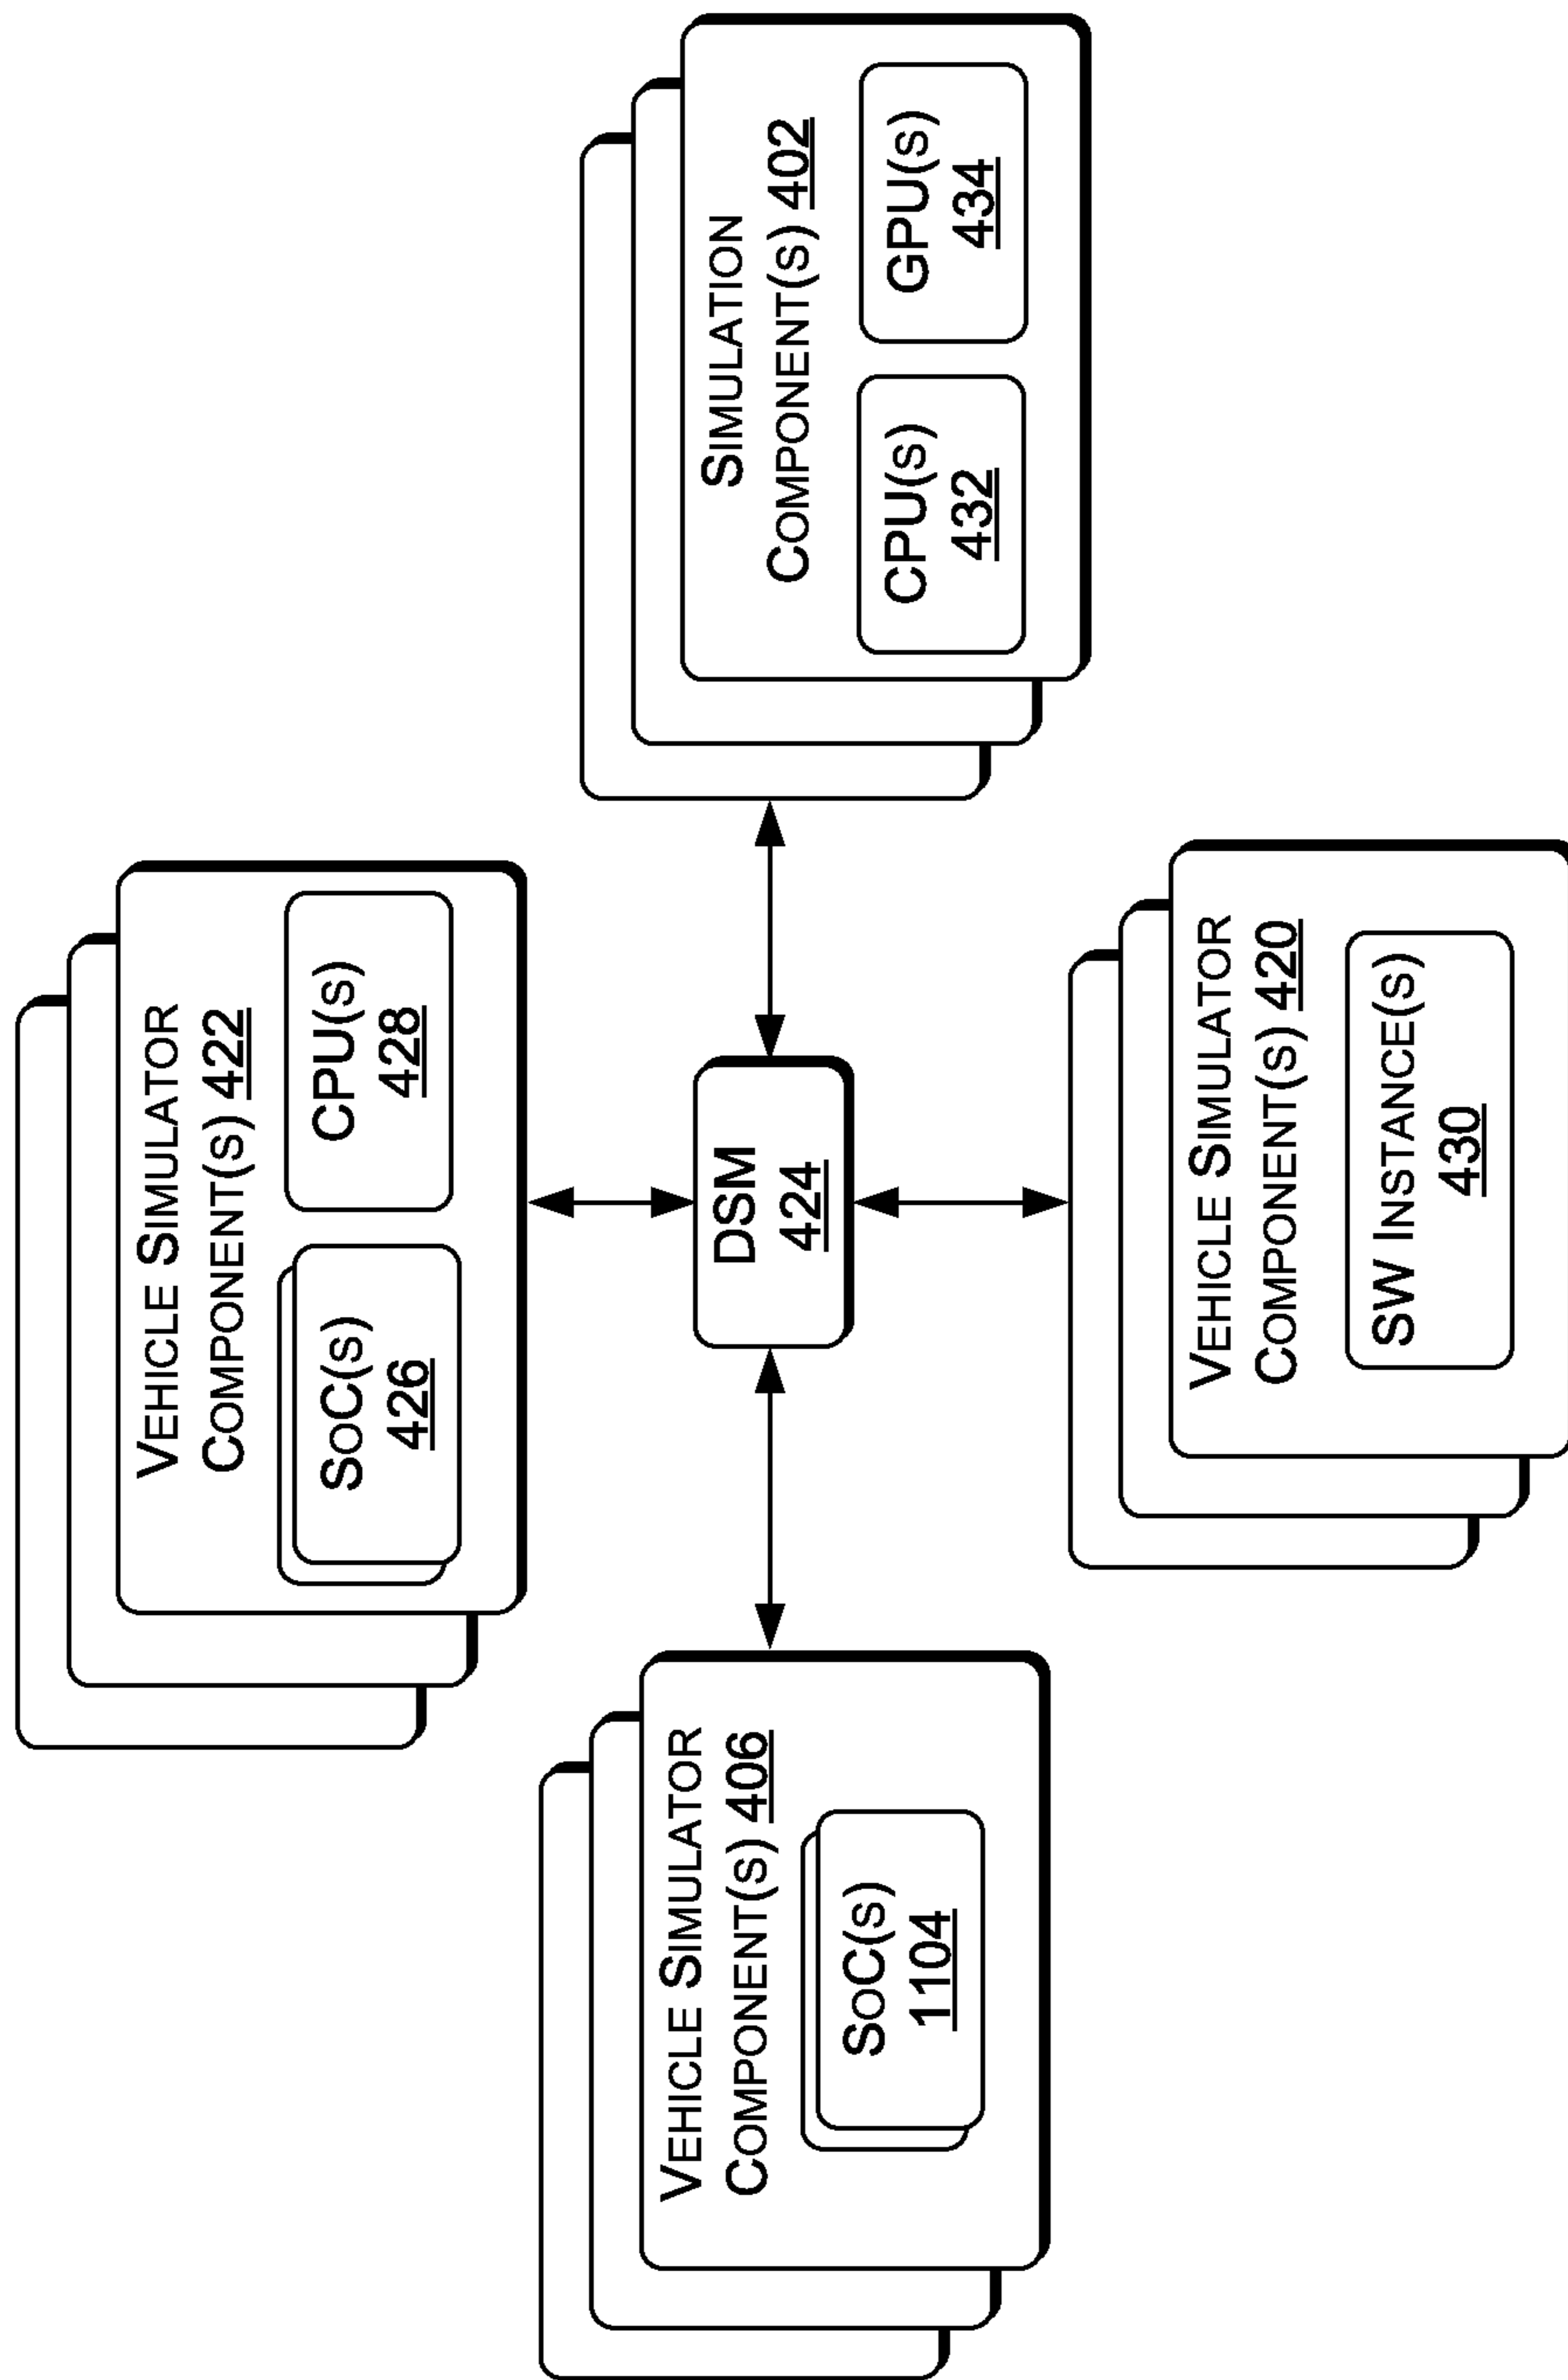 Vehicle Simulator
Component(s) 422
SoC(s)
426
CPU(s)
428
Vehicle Simulator
Component(s) 406
SoC(s)
1104
DSM
424
Simulation
Component(s) 402
CPU(s)
432
GPU(s)
434
Vehicle Simulator
Component(s) 420
SW Instance(s)
430